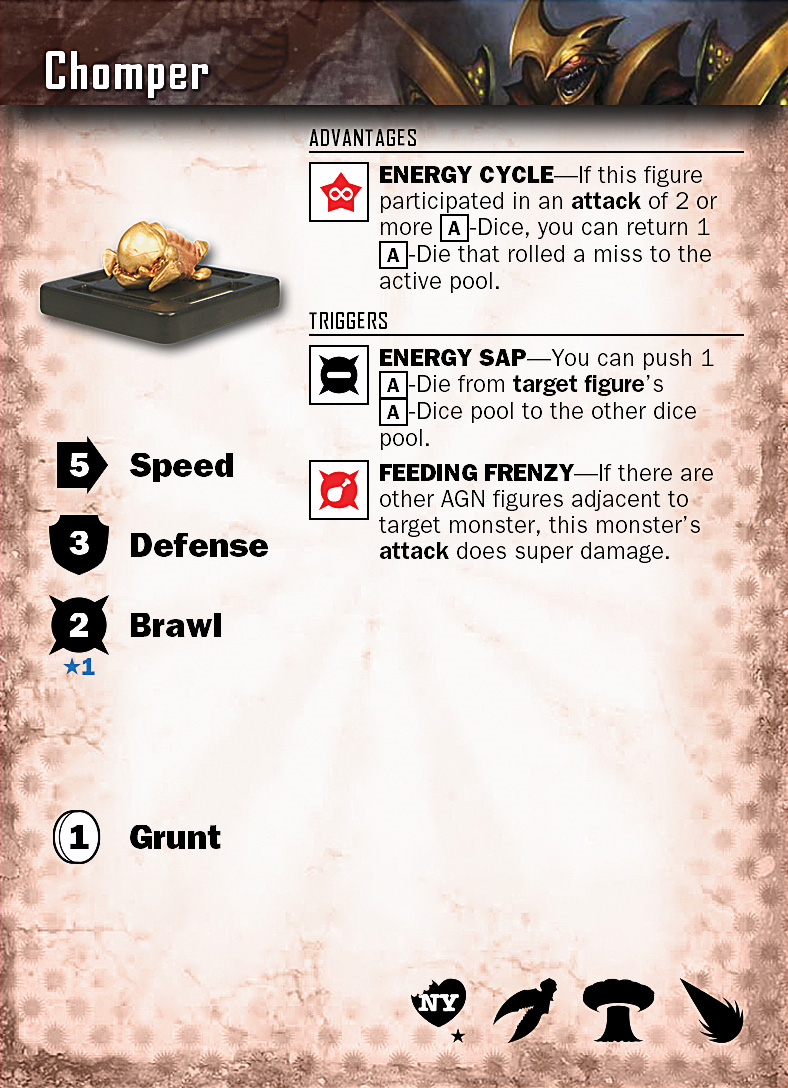 Chomper
ADVANTAGES
ENERGY CYCLE—If this figure
participated in an attack of 2 or
more A-Dice, you can return 1
A-Die that rolled a miss to the
active pool.
TRIGGERS
ENERGY SAP—You can push 1
A-Die from target figure's
A-Dice pool to the other dice
pool.
FEEDING FRENZY—If there are
other AGN figures adjacent to
target monster, this monster's
attack does super damage.
5 Speed
3 Defense
2 Brawl
★1
1 Grunt
NY